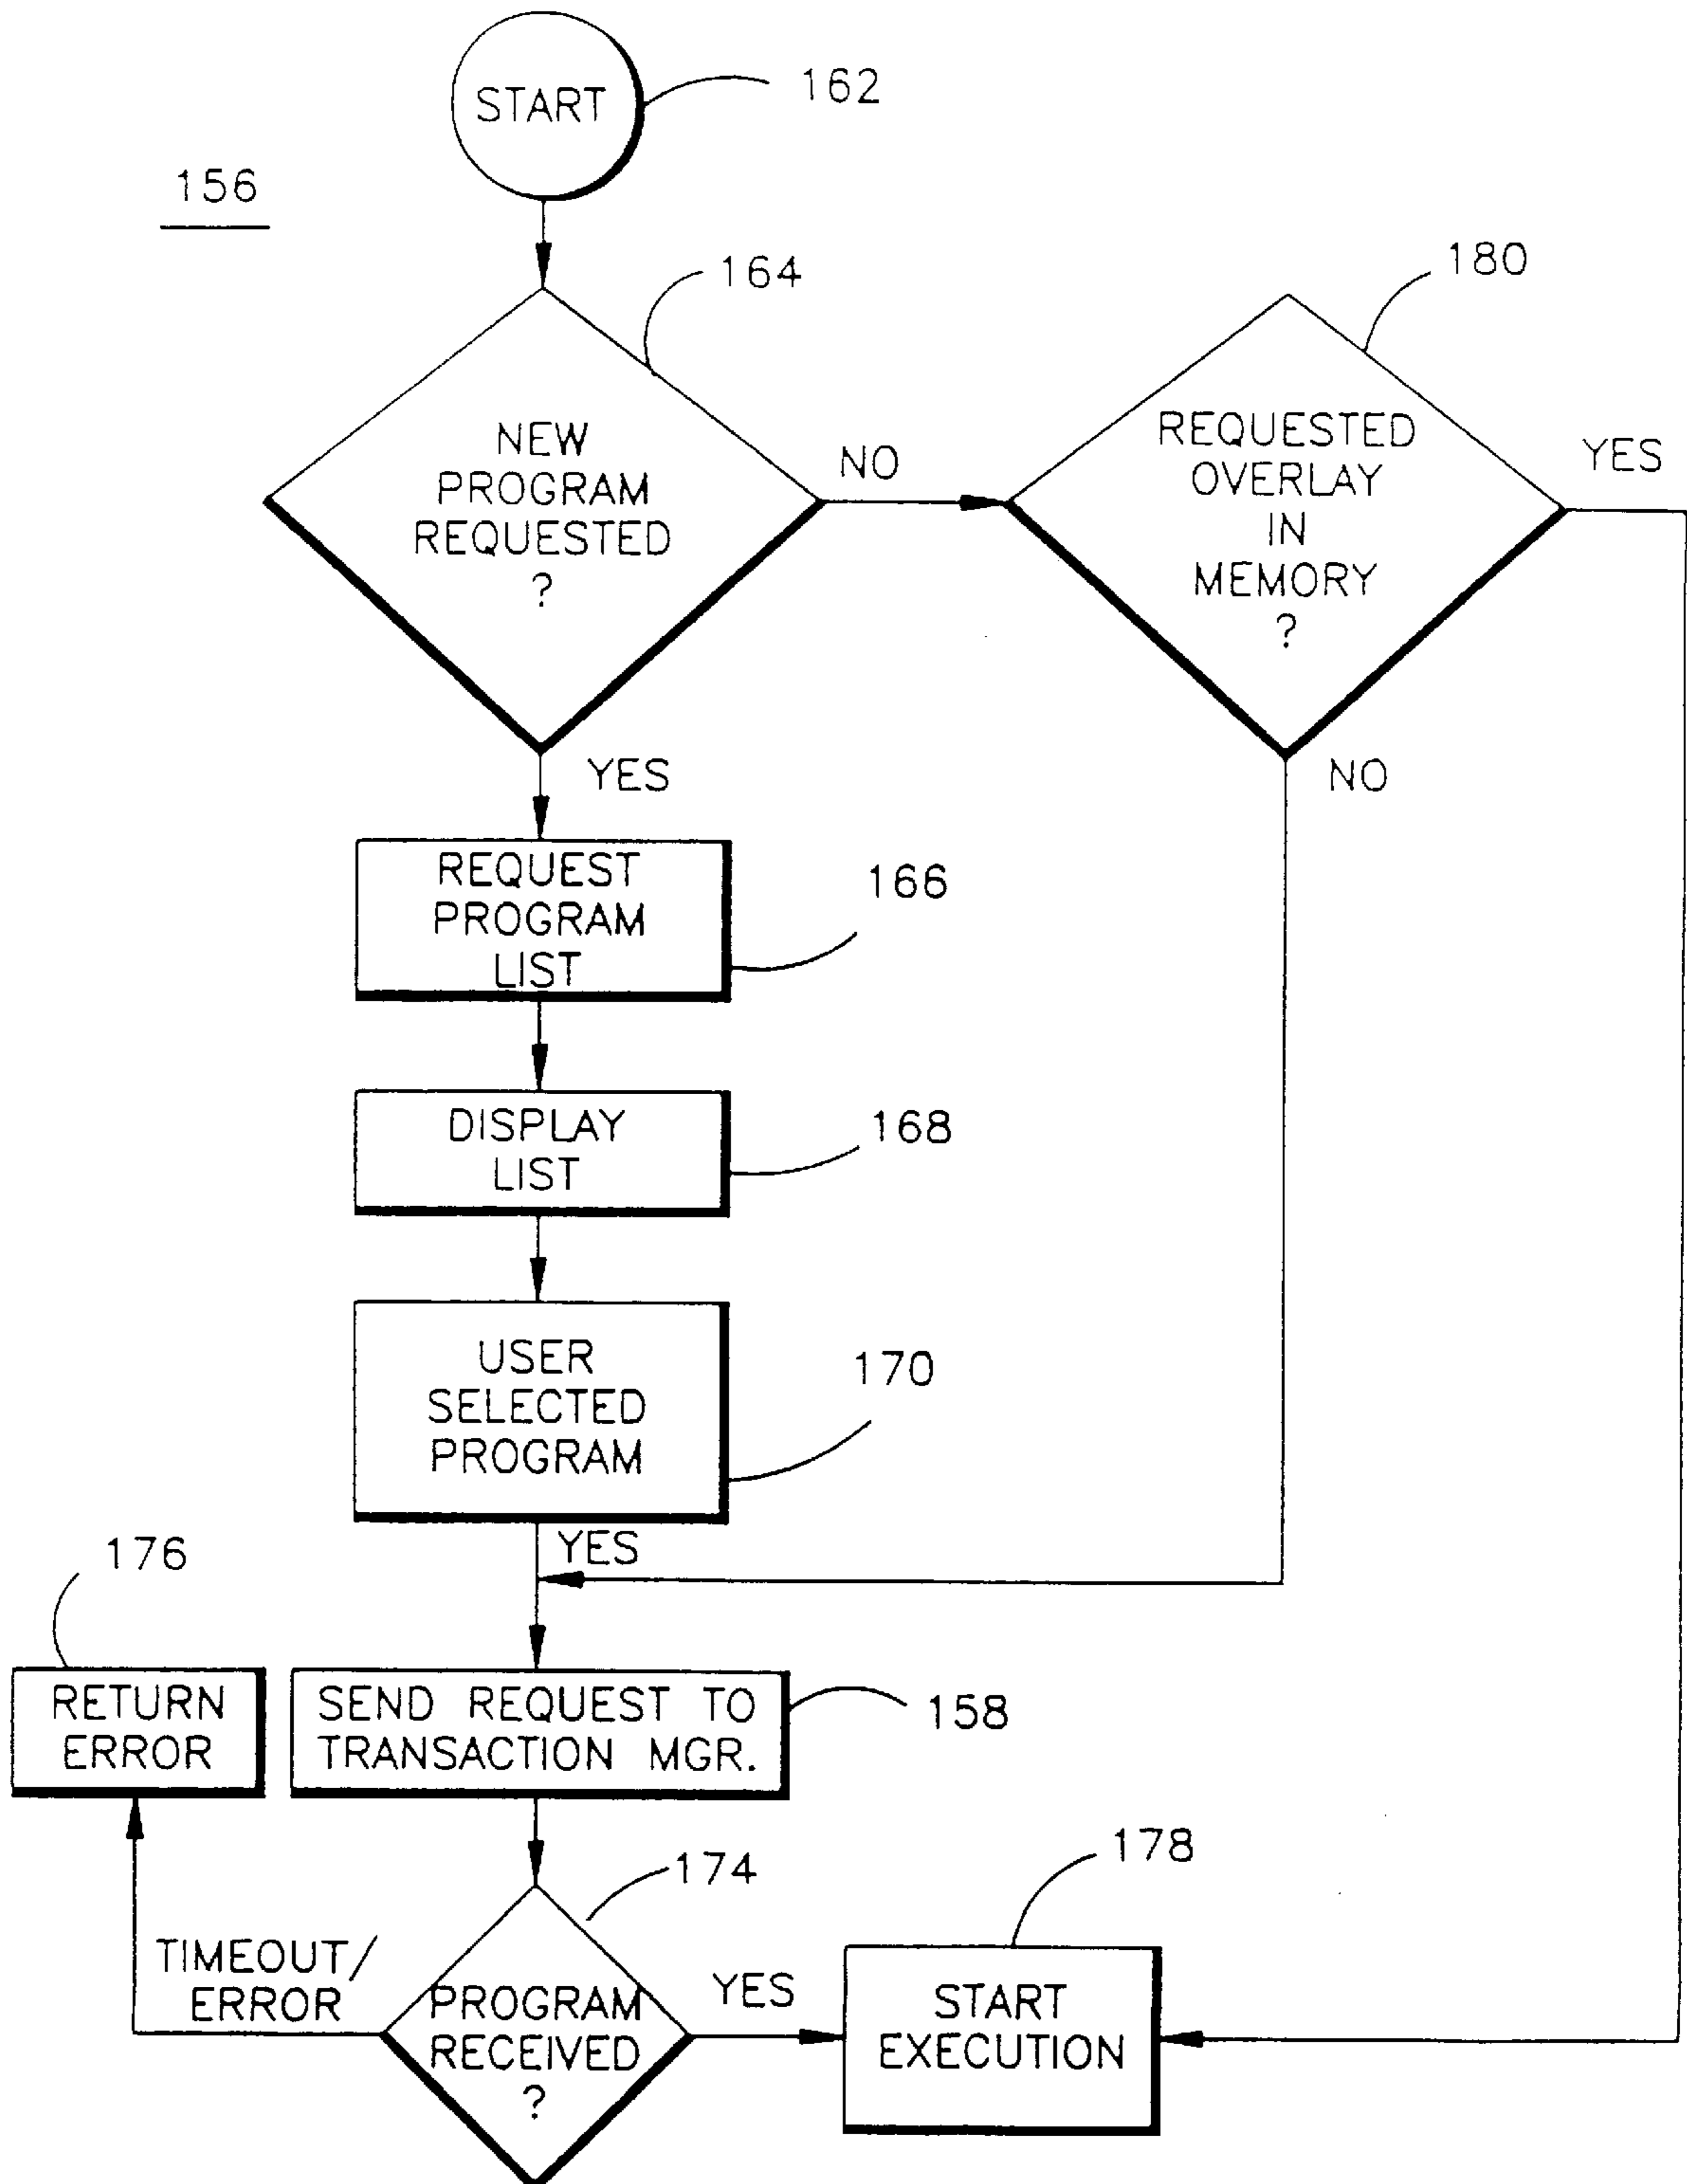 START
162
156
164
180
NEW
PROGRAM
REQUESTED
?
NO
REQUESTED
OVERLAY
IN
MEMORY
?
YES
YES
NO
REQUEST
PROGRAM
LIST
166
DISPLAY
LIST
168
USER
SELECTED
PROGRAM
170
YES
176
RETURN
ERROR
SEND REQUEST TO
TRANSACTION MGR.
158
174
178
TIMEOUT/
ERROR
PROGRAM
RECEIVED
?
YES
START
EXECUTION